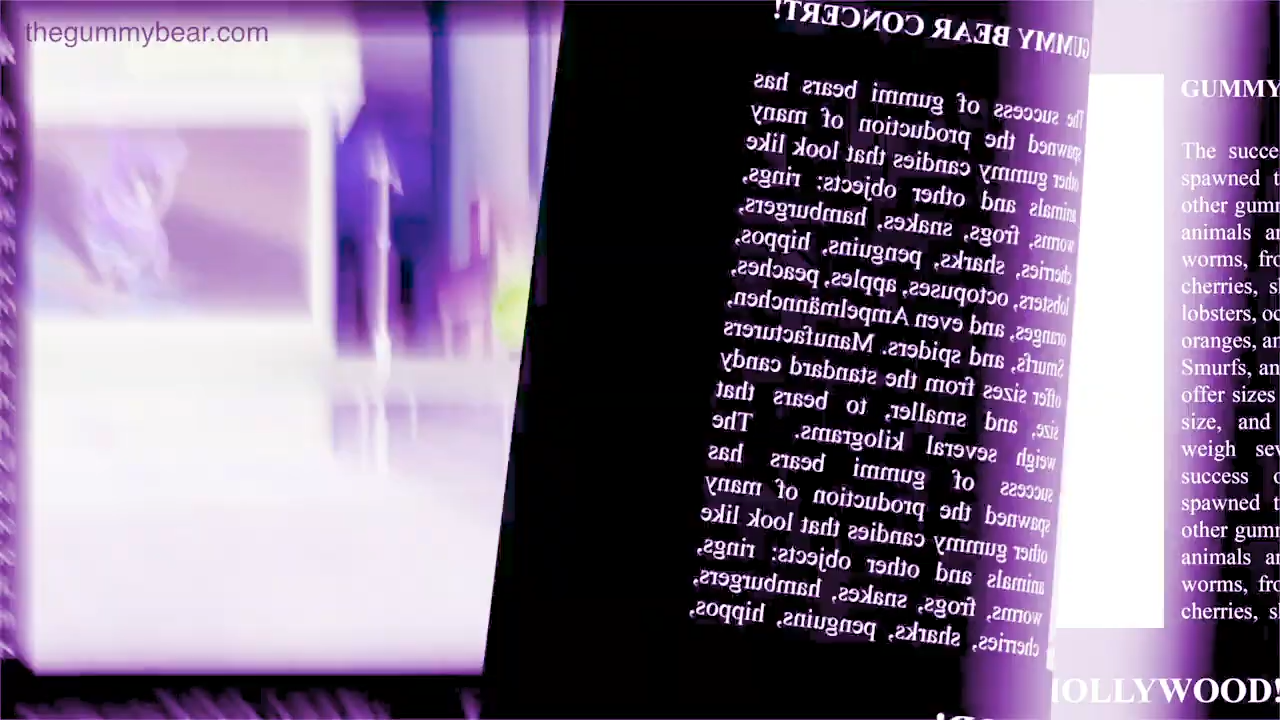 thegummybear.com
GUMMY BEAR CONCERT!
The success of gummi bears has
spawned the production of many
other gummy candies that look like
animals and other objects: rings,
worms, frogs, snakes, hamburgers,
cherries, sharks, penguins, hippos,
lobsters, octopuses, apples, peaches,
oranges, and even Ampelmännchen,
Smurfs, and spiders. Manufacturers
offer sizes from the standard candy
size, and smaller, to bears that
weigh several kilograms. The
success of gummi bears has
spawned the production of many
other gummy candies that look like
animals and other objects: rings,
worms, frogs, snakes, hamburgers,
cherries, sharks, penguins, hippos,
GUMMY
The succe
spawned t
other gumm
animals a
worms, fro
cherries, s
lobsters, oc
oranges, an
Smurfs, an
offer sizes
size, and
weigh sev
success o
spawned t
other gumm
animals a
worms, fro
cherries, s
HOLLYWOOD!